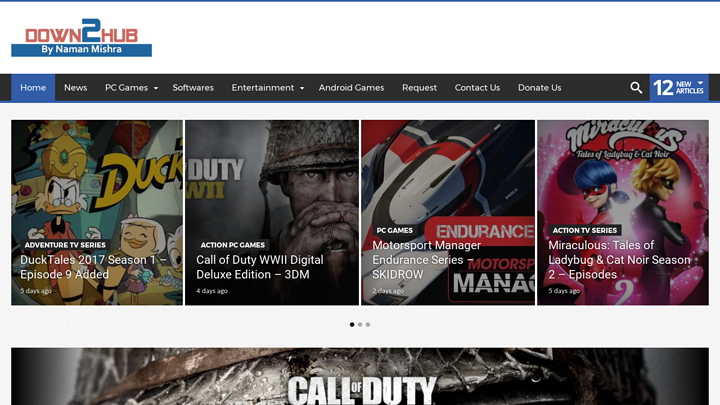 DOWN2HUB
By Naman Mishra
Home News PC Games Softwares Entertainment Android Games Request Contact Us Donate Us
12 NEW ARTICLES
DUCK
ADVENTURE TV SERIES
DuckTales 2017 Season 1 –
Episode 9 Added
5 days ago
DUTY
WWII
ACTION PC GAMES
Call of Duty WWII Digital
Deluxe Edition – 3DM
4 days ago
ENDURANCE
MOTORSPORT
MANAG
PC GAMES
Motorsport Manager
Endurance Series –
SKIDROW
2 days ago
Miraculous
Tales of Ladybug & Cat Noir
ACTION TV SERIES
Miraculous: Tales of
Ladybug & Cat Noir Season
2 – Episodes
5 days ago
2
CALL OF DUTY